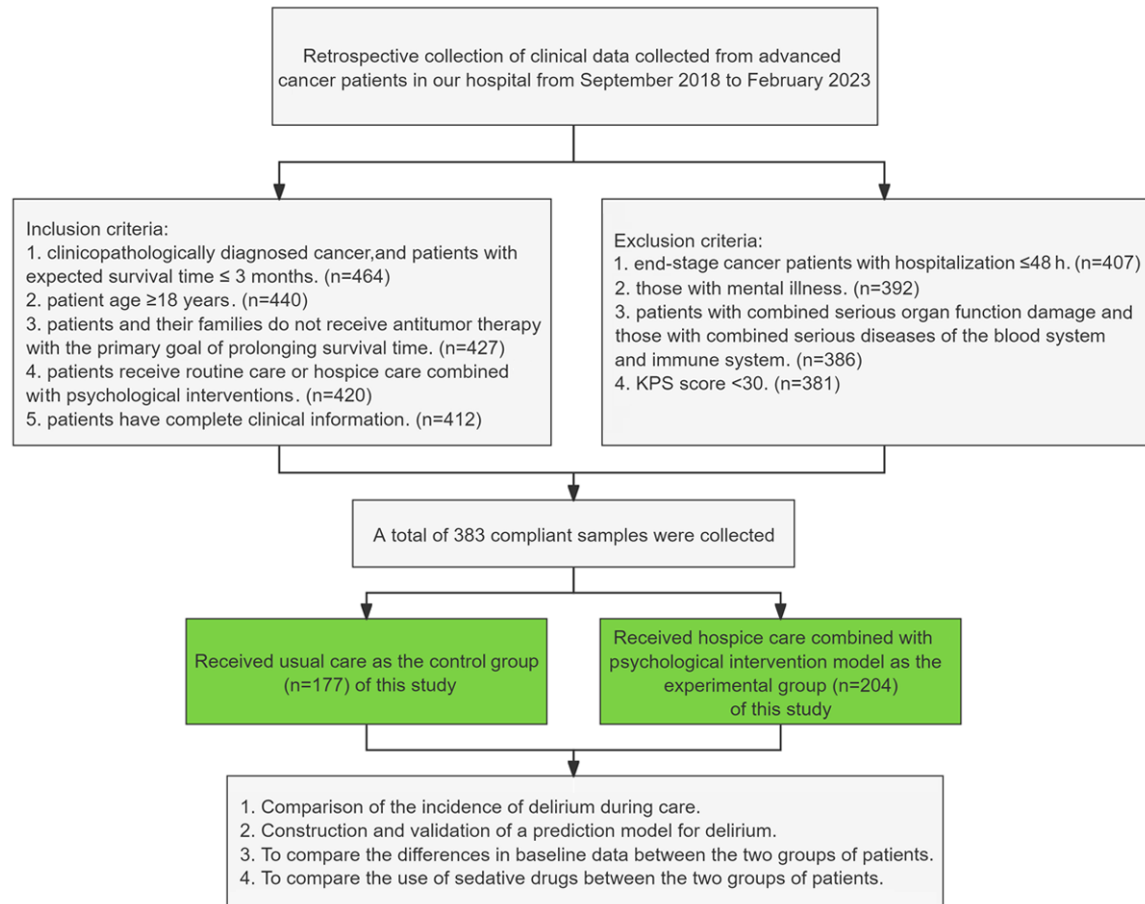 Retrospective collection of clinical data collected from advanced
cancer patients in our hospital from September 2018 to February 2023
Inclusion criteria:
1. clinicopathologically diagnosed cancer,and patients with
expected survival time ≤ 3 months. (n=464)
2. patient age ≥18 years. (n=440)
3. patients and their families do not receive antitumor therapy
with the primary goal of prolonging survival time. (n=427)
4. patients receive routine care or hospice care combined
with psychological interventions. (n=420)
5. patients have complete clinical information. (n=412)
Exclusion criteria:
1. end-stage cancer patients with hospitalization ≤48 h. (n=407)
2. those with mental illness. (n=392)
3. patients with combined serious organ function damage and
those with combined serious diseases of the blood system
and immune system. (n=386)
4. KPS score <30. (n=381)
A total of 383 compliant samples were collected
Received usual care as the control group
(n=177) of this study
Received hospice care combined with
psychological intervention model as the
experimental group (n=204)
of this study
1. Comparison of the incidence of delirium during care.
2. Construction and validation of a prediction model for delirium.
3. To compare the differences in baseline data between the two groups of patients.
4. To compare the use of sedative drugs between the two groups of patients.